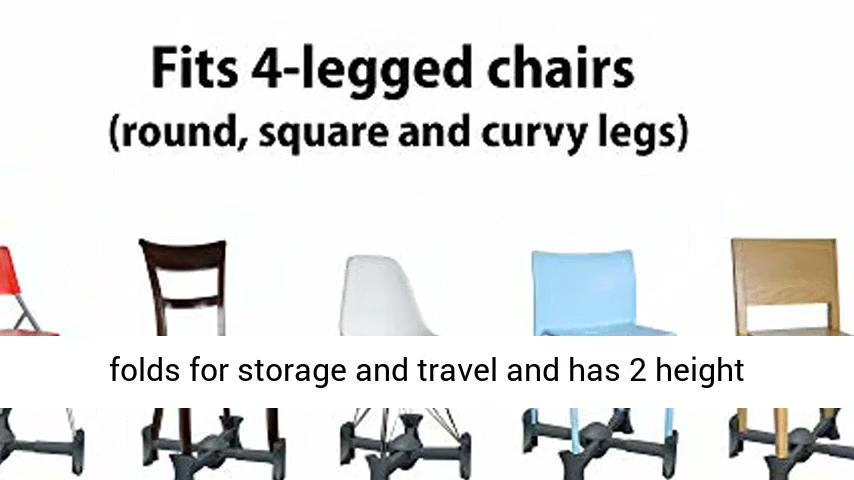 Fits 4-legged chairs
(round, square and curvy legs)
folds for storage and travel and has 2 height